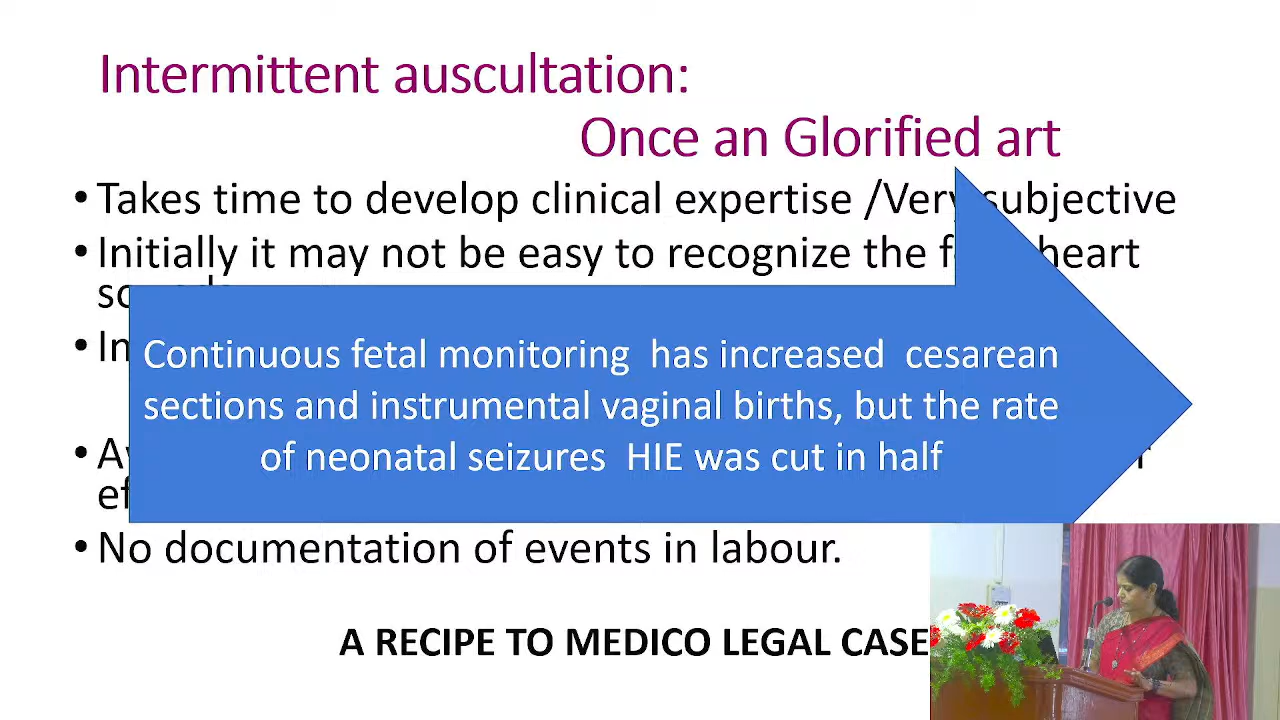 Intermittent auscultation:
Once an Glorified art
• Takes time to develop clinical expertise /Very subjective
• Initially it may not be easy to recognize the heart
Continuous fetal monitoring has increased cesarean
sections and instrumental vaginal births, but the rate
of neonatal seizures HIE was cut in half
• No documentation of events in labour.
A RECIPE TO MEDICO LEGAL CASE